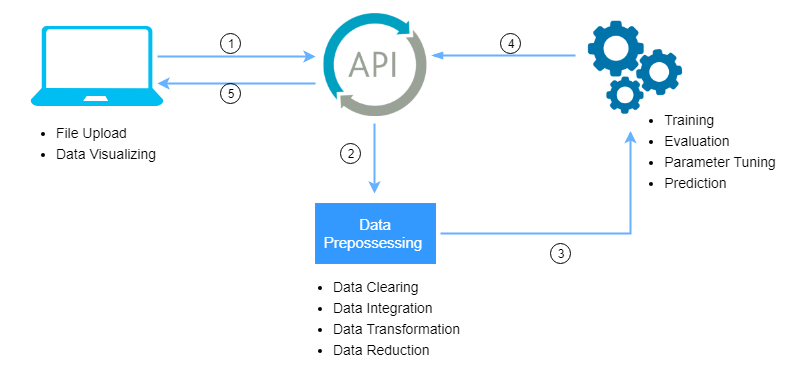 1
API
4
5
File Upload
Data Visualizing
Training
Evaluation
Parameter Tuning
Prediction
2
Data
Prepossessing
3
Data Clearing
Data Integration
Data Transformation
Data Reduction